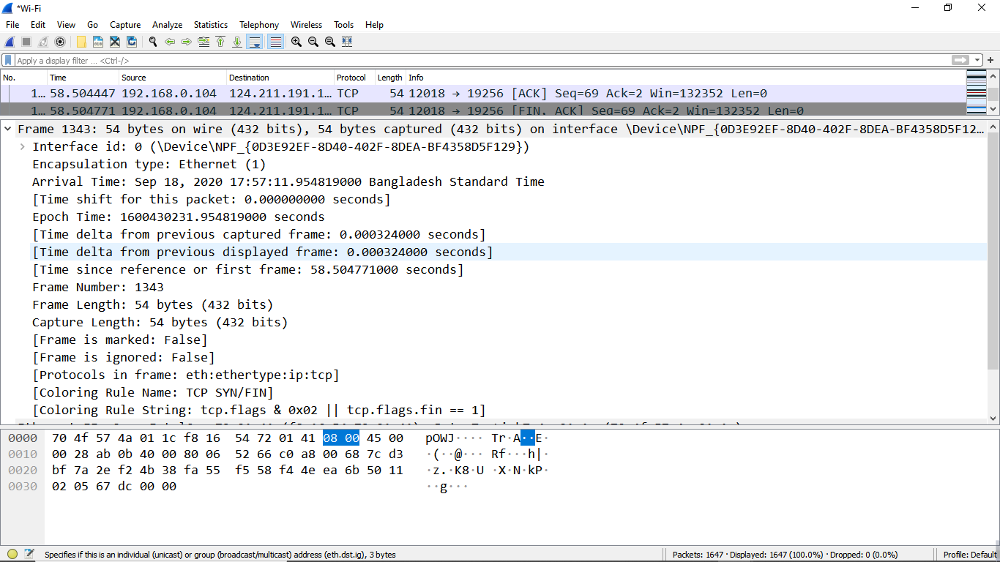 *Wi-Fi
File Edit View Go Capture Analyze Statistics Telephony Wireless Tools Help
Apply a display filter ... <Ctrl-/>
No. Time Source Destination Protocol Length Info
1… 58.504447 192.168.0.104 124.211.191.1… TCP 54 12018 → 19256 [ACK] Seq=69 Ack=2 Win=132352 Len=0
1… 58.504771 192.168.0.104 124.211.191.1… TCP 54 12018 → 19256 [FIN, ACK] Seq=69 Ack=2 Win=132352 Len=0
Frame 1343: 54 bytes on wire (432 bits), 54 bytes captured (432 bits) on interface \Device\NPF_{0D3E92EF-8D40-402F-8DEA-BF4358D5F12…
Interface id: 0 (\Device\NPF_{0D3E92EF-8D40-402F-8DEA-BF4358D5F129})
Encapsulation type: Ethernet (1)
Arrival Time: Sep 18, 2020 17:57:11.954819000 Bangladesh Standard Time
[Time shift for this packet: 0.000000000 seconds]
Epoch Time: 1600430231.954819000 seconds
[Time delta from previous captured frame: 0.000324000 seconds]
[Time delta from previous displayed frame: 0.000324000 seconds]
[Time since reference or first frame: 58.504771000 seconds]
Frame Number: 1343
Frame Length: 54 bytes (432 bits)
Capture Length: 54 bytes (432 bits)
[Frame is marked: False]
[Frame is ignored: False]
[Protocols in frame: eth:ethertype:ip:tcp]
[Coloring Rule Name: TCP SYN/FIN]
[Coloring Rule String: tcp.flags & 0x02 || tcp.flags.fin == 1]
0000 70 4f 57 4a 01 1c f8 16 54 72 01 41 08 00 45 00 pOWJ···· Tr·A··E·
0010 00 28 ab 0b 40 00 80 06 52 66 c0 a8 00 68 7c d3 ·(··@··· Rf···h|·
0020 bf 7a 2e f2 4b 38 fa 55 f5 58 f4 4e ea 6b 50 11 ·z.·K8·U ·X·N·kP·
0030 02 05 67 dc 00 00 ··g···
Specifies if this is an individual (unicast) or group (broadcast/multicast) address (eth.dst.ig), 3 bytes
Packets: 1647 · Displayed: 1647 (100.0%) · Dropped: 0 (0.0%)
Profile: Default